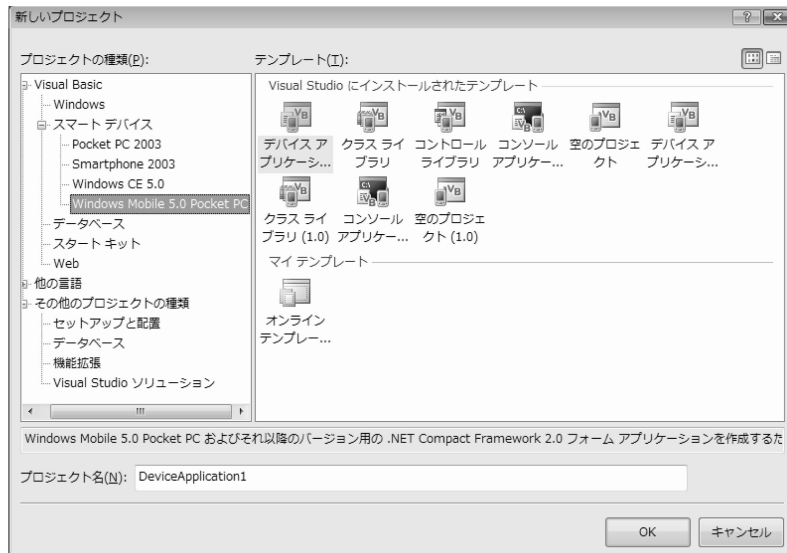 新しいプロジェクト
プロジェクトの種類(P):
テンプレート(T):
Visual Basic
Windows
スマート デバイス
Pocket PC 2003
Smartphone 2003
Windows CE 5.0
Windows Mobile 5.0 Pocket PC
データベース
スタート キット
Web
他の言語
その他のプロジェクトの種類
セットアップと配置
データベース
機能拡張
Visual Studio ソリューション
Visual Studio にインストールされたテンプレート
デバイス ア
プリケーシ...
クラス ライ
ブラリ
コントロール
ライブラリ
コンソール
アプリケー...
空のプロジェ
クト
デバイス ア
プリケーシ...
クラス ライ
ブラリ (1.0)
コンソール
アプリケー...
空のプロジェ
クト (1.0)
マイ テンプレート
オンライン
テンプレー...
Windows Mobile 5.0 Pocket PC およびそれ以降のバージョン用の .NET Compact Framework 2.0 フォーム アプリケーションを作成するた
プロジェクト名(N): DeviceApplication1
OK
キャンセル